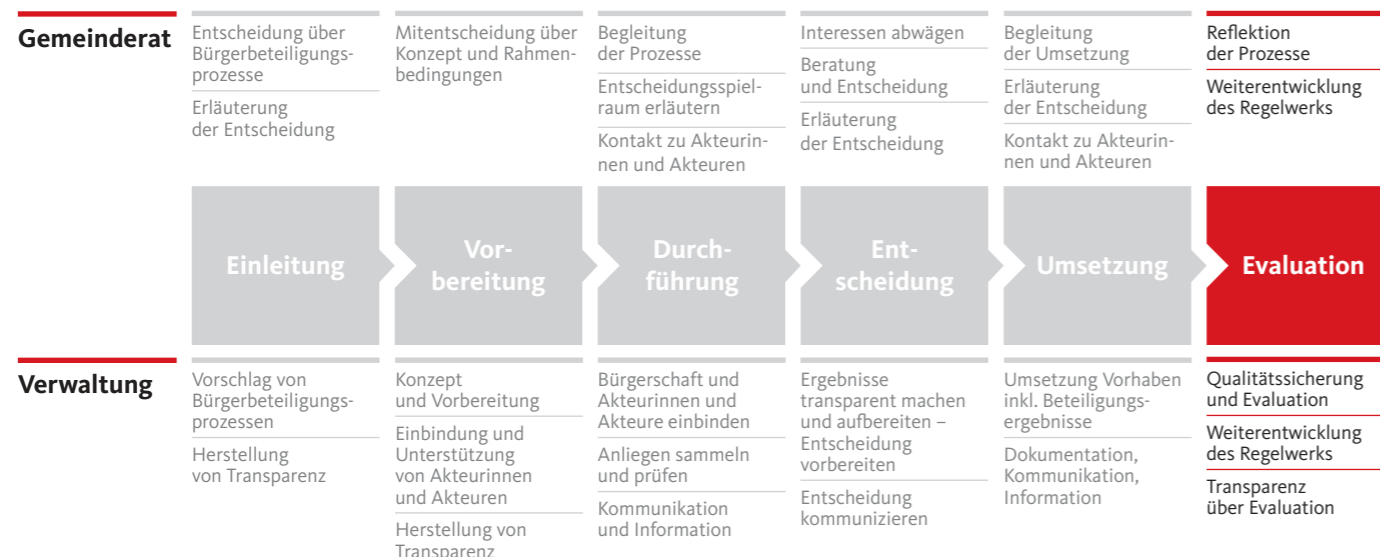 Gemeinderat
Entscheidung über
Bürgerbeteiligungs-
prozesse
Erläuterung
der Entscheidung
Mitentscheidung über
Konzept und Rahmen-
bedingungen
Begleitung
der Prozesse
Entscheidungsspiel-
raum erläutern
Kontakt zu Akteurin-
nen und Akteuren
Interessen abwägen
Beratung
und Entscheidung
Erläuterung
der Entscheidung
Begleitung
der Umsetzung
Erläuterung
der Entscheidung
Kontakt zu Akteurin-
nen und Akteuren
Reflektion
der Prozesse
Weiterentwicklung
des Regelwerks
Einleitung
Vor-
bereitung
Durch-
führung
Ent-
scheidung
Umsetzung
Evaluation
Verwaltung
Vorschlag von
Bürgerbeteiligungs-
prozessen
Herstellung
von Transparenz
Konzept
und Vorbereitung
Einbindung und
Unterstützung
von Akteurinnen
und Akteuren
Herstellung von
Transparenz
Bürgerschaft und
Akteurinnen und
Akteure einbinden
Anliegen sammeln
und prüfen
Kommunikation
und Information
Ergebnisse
transparent machen
und aufbereiten –
Entscheidung
vorbereiten
Entscheidung
kommunizieren
Umsetzung Vorhaben
inkl. Beteiligungs-
ergebnisse
Dokumentation,
Kommunikation,
Information
Qualitätssicherung
und Evaluation
Weiterentwicklung
des Regelwerks
Transparenz
über Evaluation